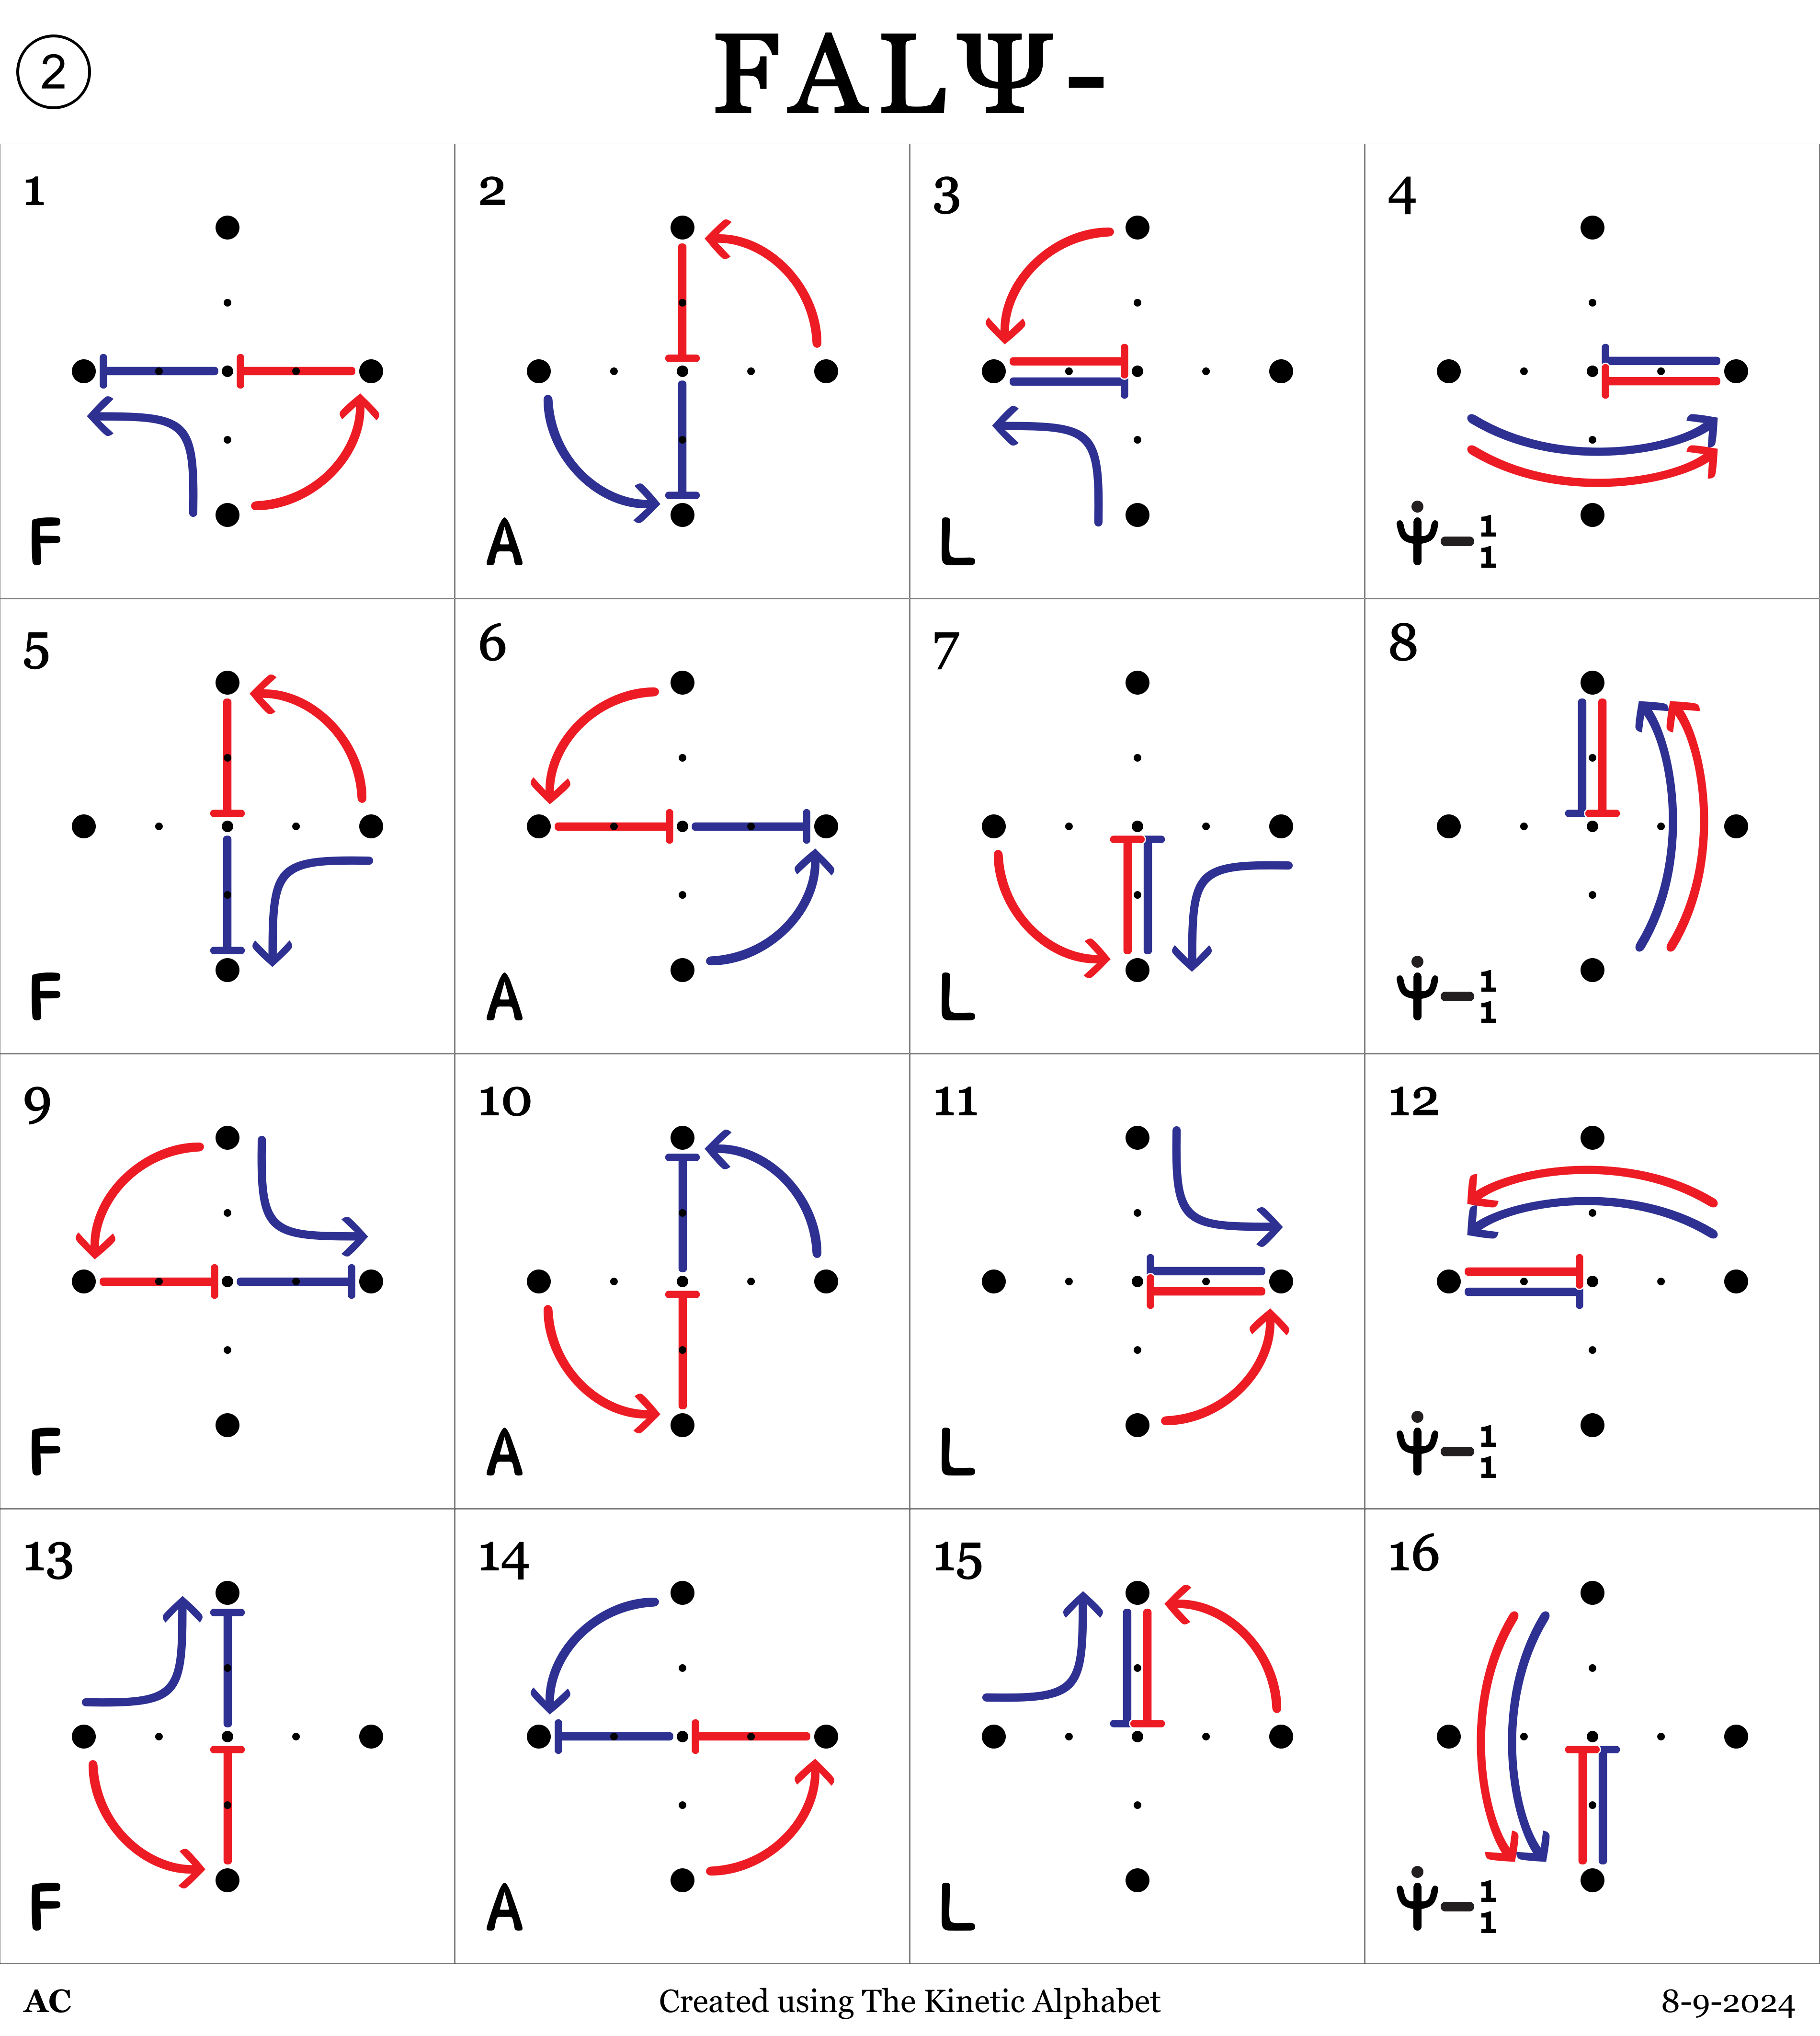 2
FALΨ-
1 2 3 4
F A L Ψ̇–1
1
5 6 7 8
F A L Ψ̇–1
1
9 10 11 12
F A L Ψ̇–1
1
13 14 15 16
F A L Ψ̇–1
1
AC Created using The Kinetic Alphabet 8-9-2024